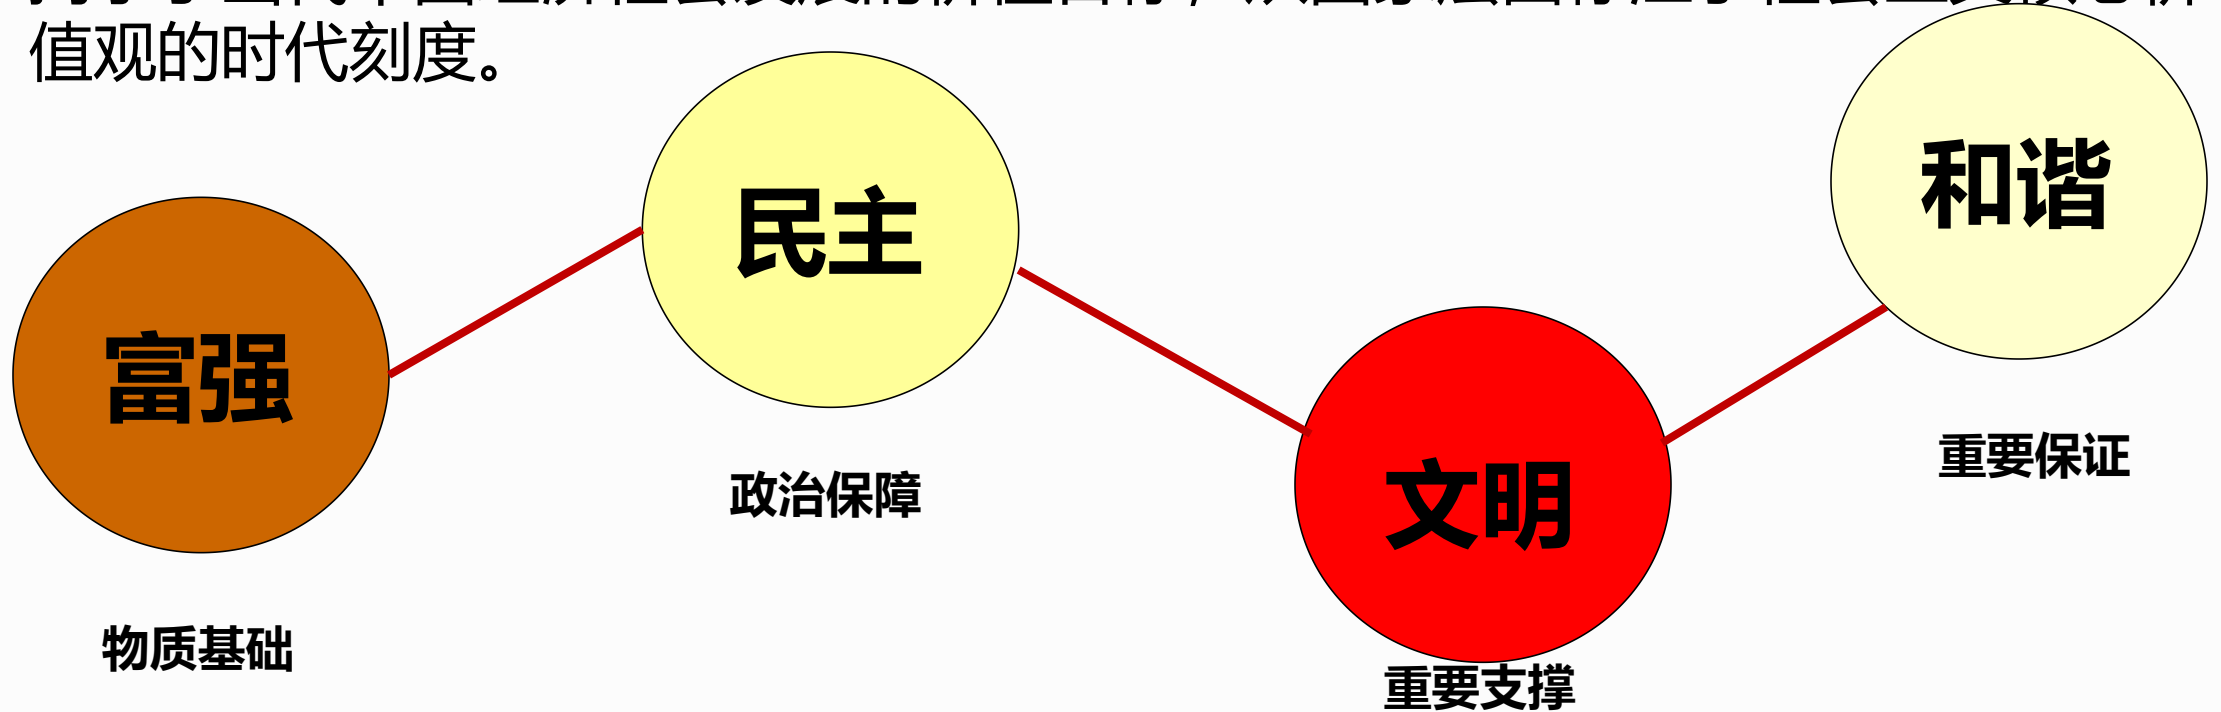 值观的时代刻度。
和谐
民主
富强
文明
重要保证
政治保障
物质基础
重要支撑